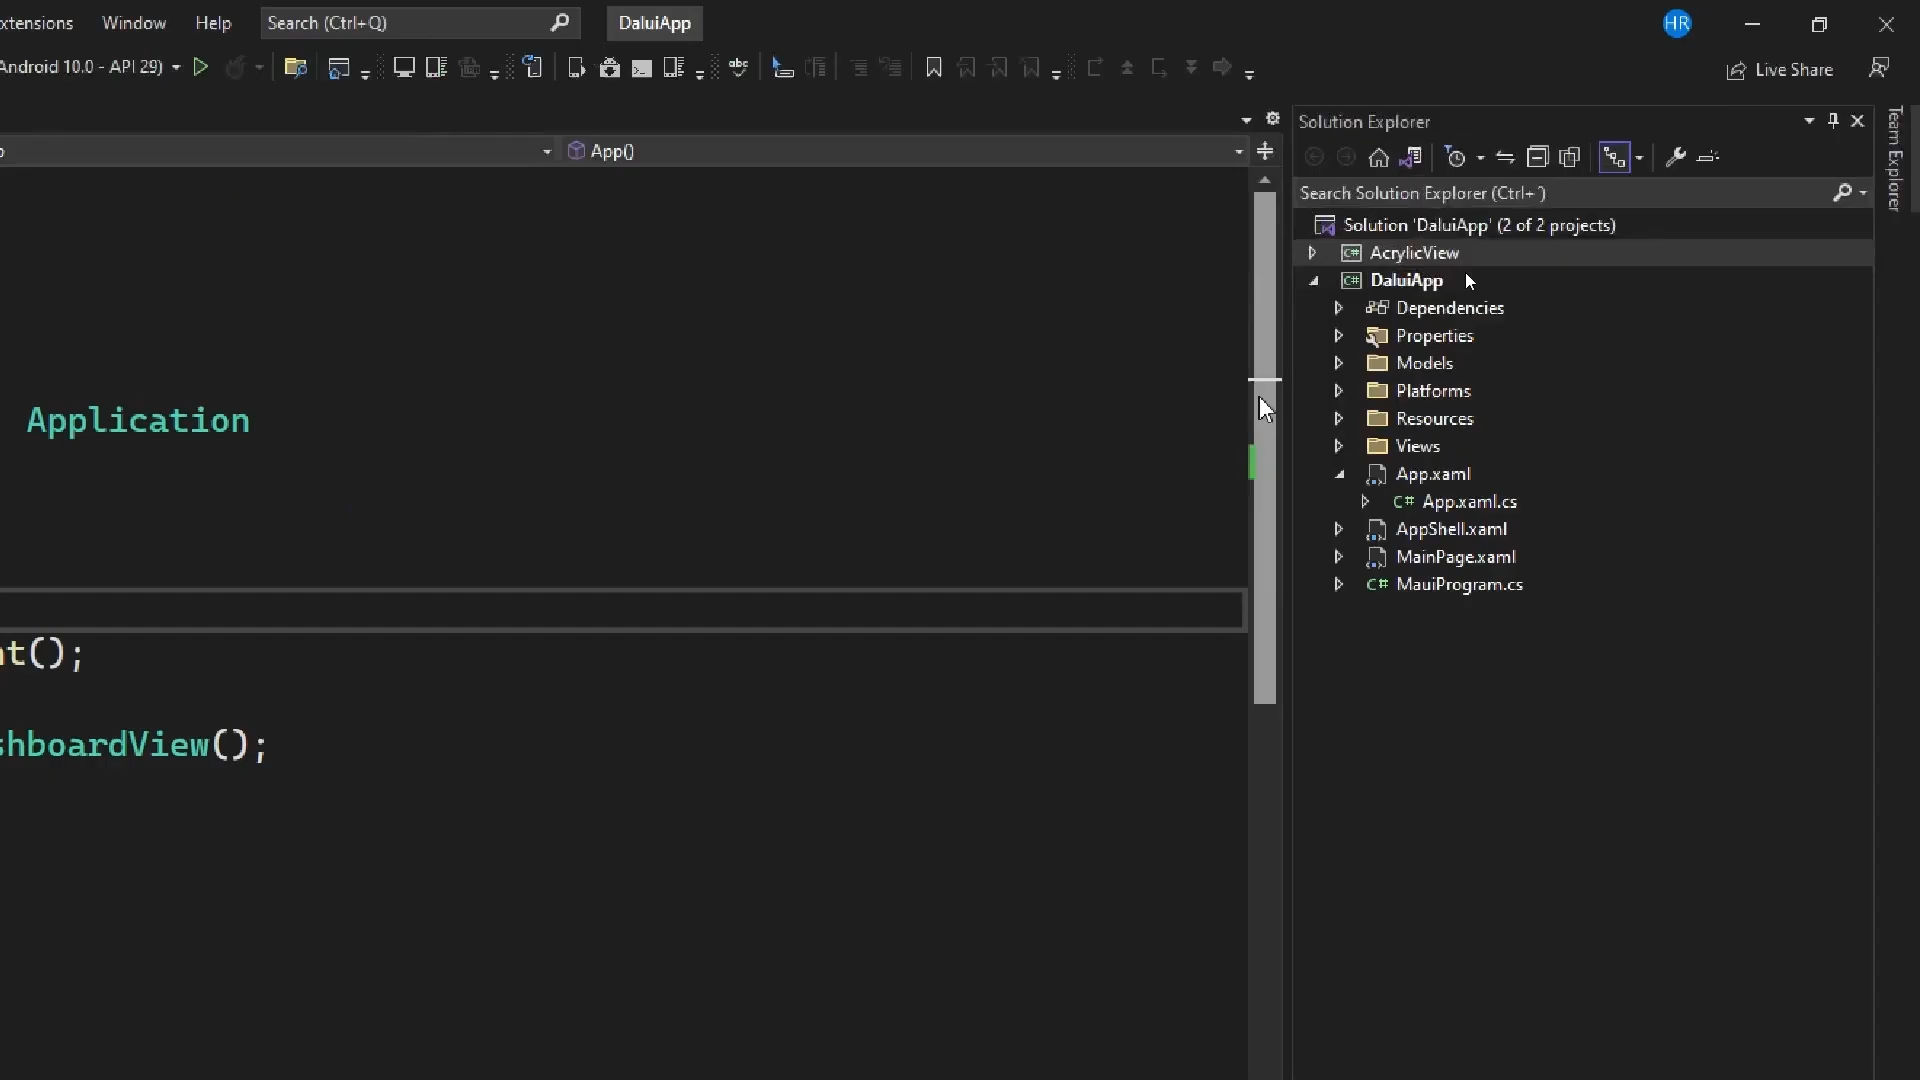 xtensions Window Help Search (Ctrl+Q) DaluiApp HR
Android 10.0 - API 29) Live Share
App()
Application
nt();
shboardView();
Solution Explorer
Search Solution Explorer (Ctrl+´)
Solution 'DaluiApp' (2 of 2 projects)
C# AcrylicView
C# DaluiApp
Dependencies
Properties
Models
Platforms
Resources
Views
App.xaml
C# App.xaml.cs
AppShell.xaml
MainPage.xaml
C# MauiProgram.cs
Team Explorer